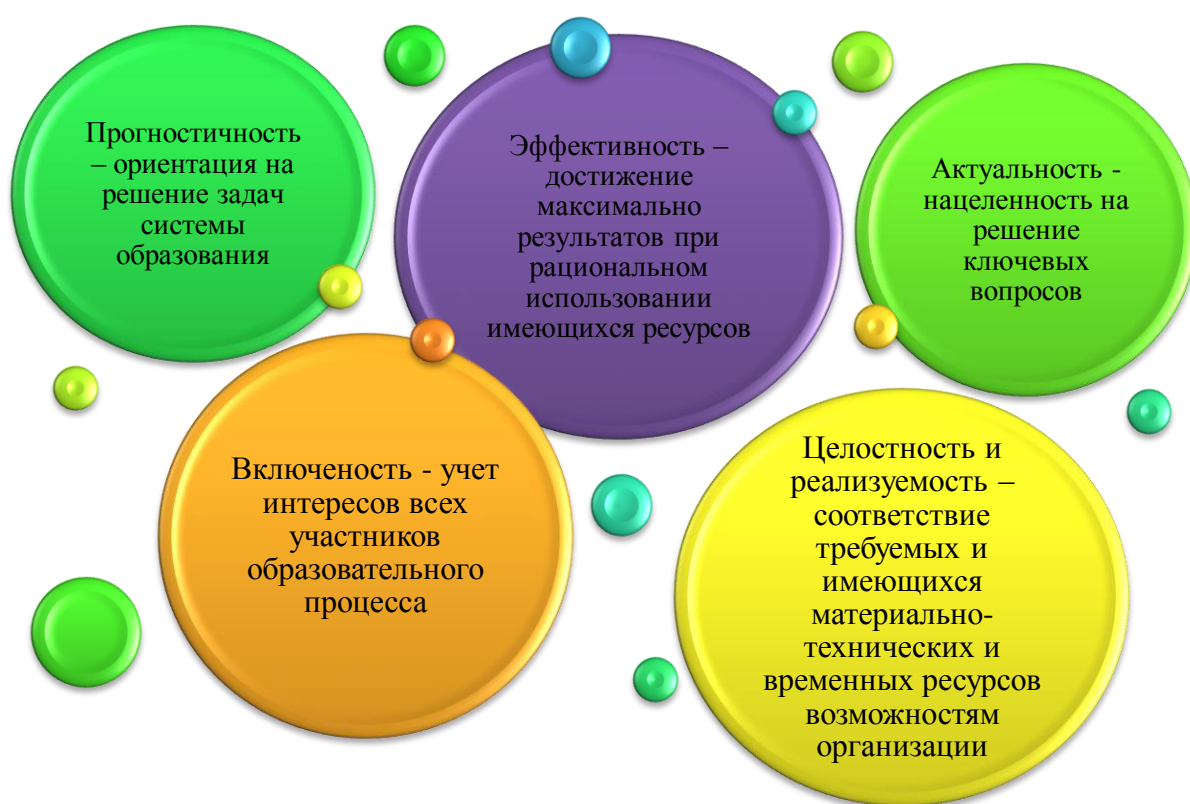 Прогностичность
– ориентация на
решение задач
системы
образования
Эффективность –
достижение
максимально
результатов при
рациональном
использовании
имеющихся ресурсов
Актуальность -
нацеленность на
решение
ключевых
вопросов
Включеность - учет
интересов всех
участников
образовательного
процесса
Целостность и
реализуемость –
соответствие
требуемых и
имеющихся
материально-
технических и
временных ресурсов
возможностям
организации